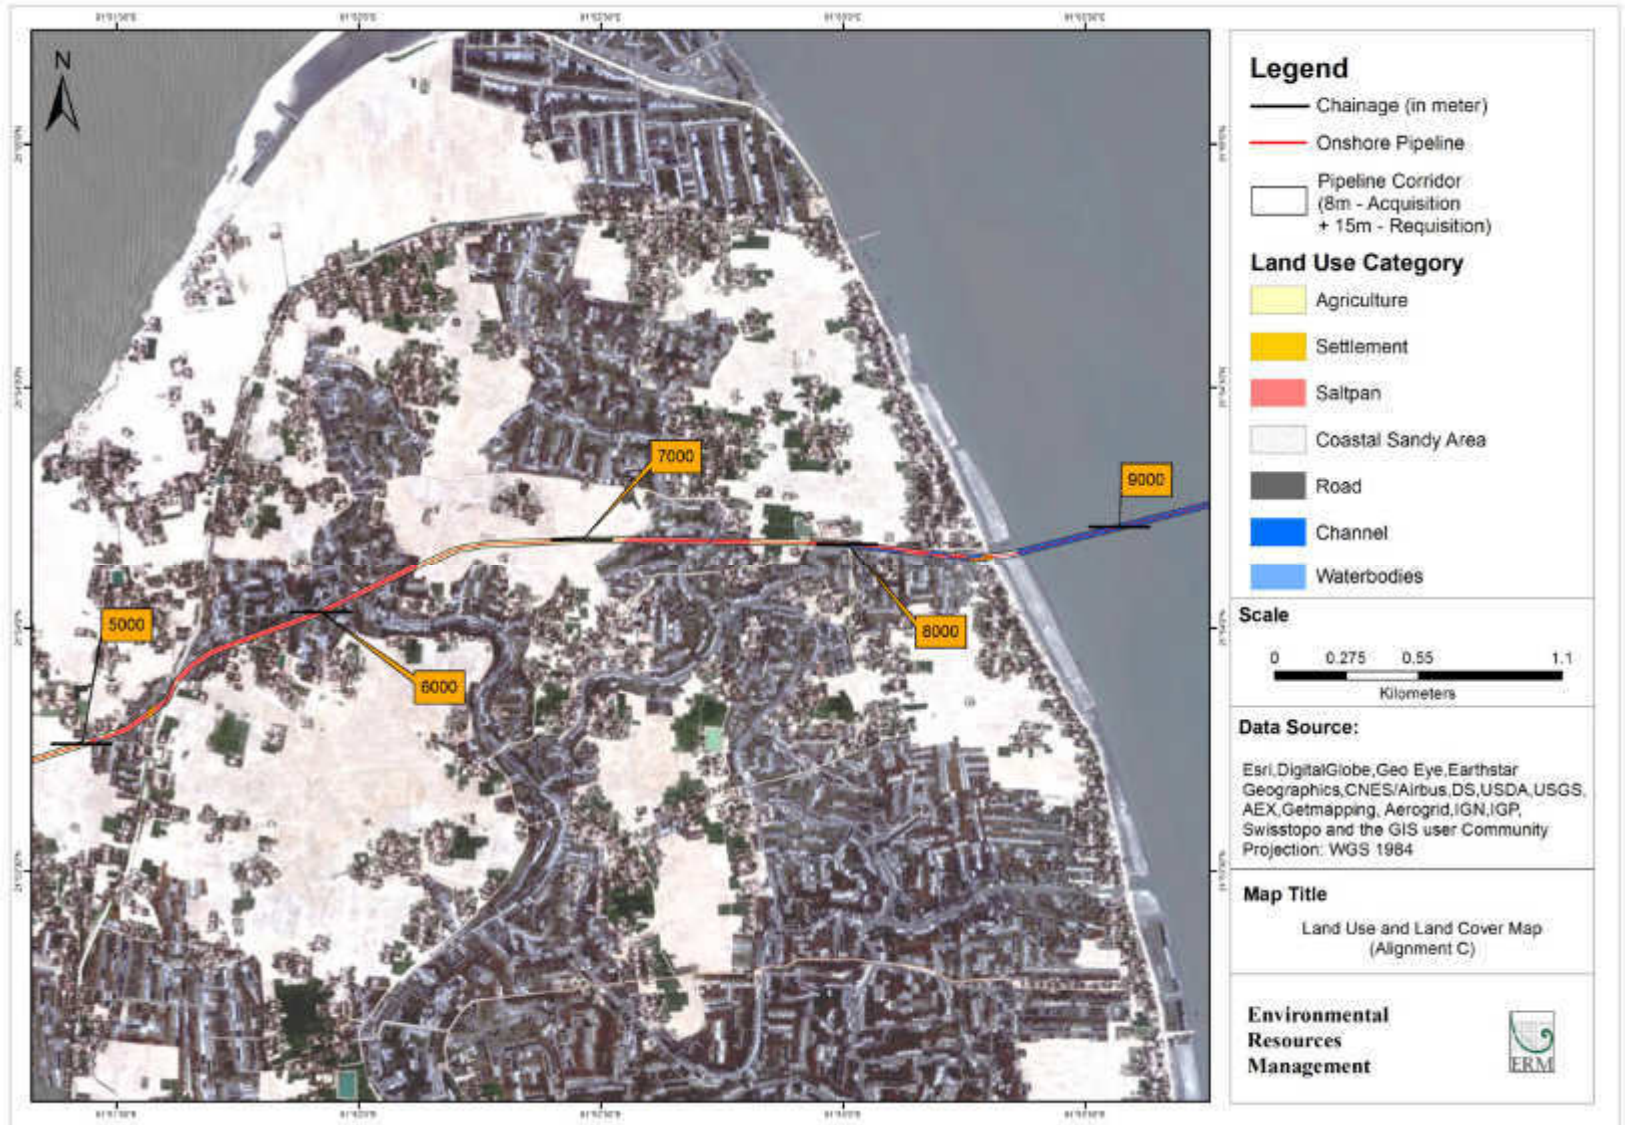 N
7000
9000
5000
8000
6000
Legend
Chainage (in meter)
Onshore Pipeline
Pipeline Corridor
(8m - Acquisition
+ 15m - Requisition)
Land Use Category
Agriculture
Settlement
Saltpan
Coastal Sandy Area
Road
Channel
Waterbodies
Scale
0 0.275 0.55 1.1
Kilometers
Data Source:
Esri,DigitalGlobe,Geo Eye,Earthstar
Geographics,CNES/Airbus,DS,USDA,USGS,
AEX,Getmapping, Aerogrid,IGN,IGP,
Swisstopo and the GIS user Community
Projection: WGS 1984
Map Title
Land Use and Land Cover Map
(Alignment C)
Environmental
Resources
Management
ERM